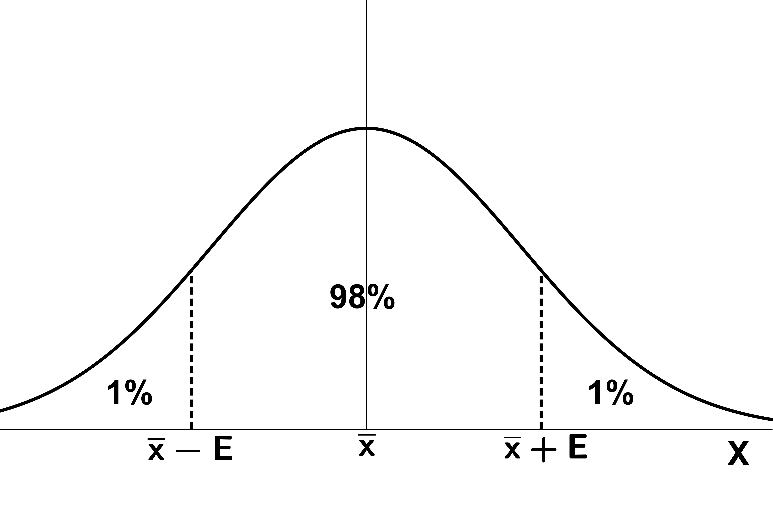 98%
1%
1%
x̅ − E
x̅
x̅ + E
X